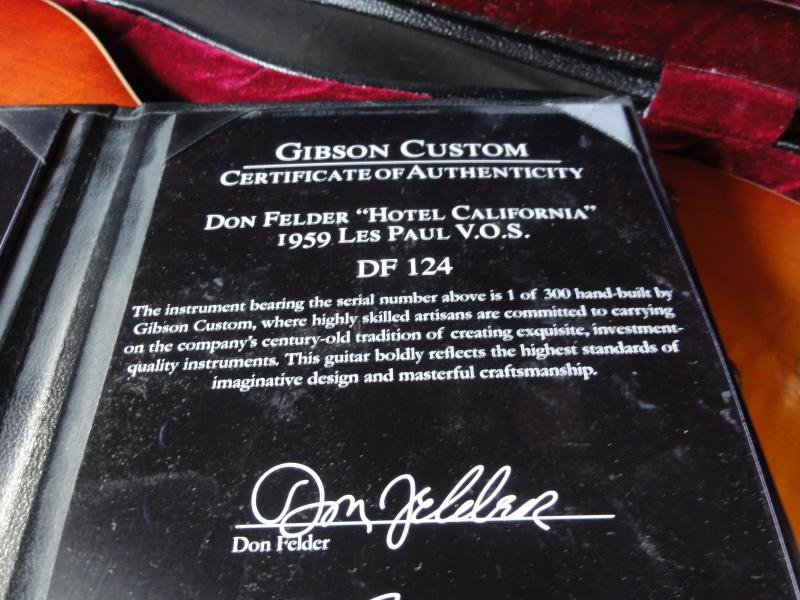 GIBSON CUSTOM
CERTIFICATE OF AUTHENTICITY
DON FELDER "HOTEL CALIFORNIA"
1959 LES PAUL V.O.S.
DF 124
The instrument bearing the serial number above is 1 of 300 hand-built by
Gibson Custom, where highly skilled artisans are committed to carrying
on the company's century-old tradition of creating exquisite, investment-
quality instruments. This guitar boldly reflects the highest standards of
imaginative design and masterful craftsmanship.
Don Felder
Don Felder